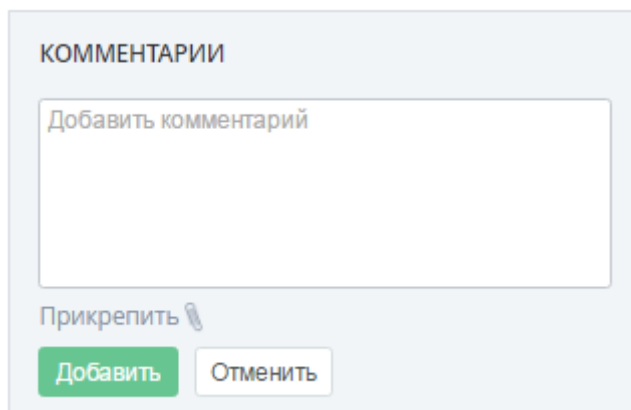 КОММЕНТАРИИ
Добавить комментарий
Прикрепить
Добавить Отменить